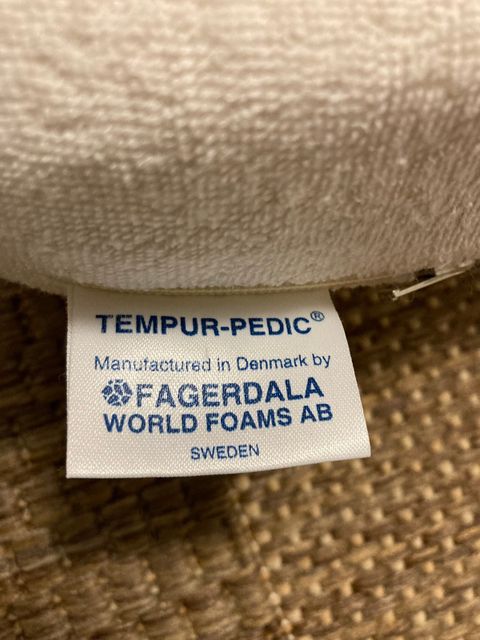 TEMPUR-PEDIC®
Manufactured in Denmark by
FAGERDALA
WORLD FOAMS AB
SWEDEN